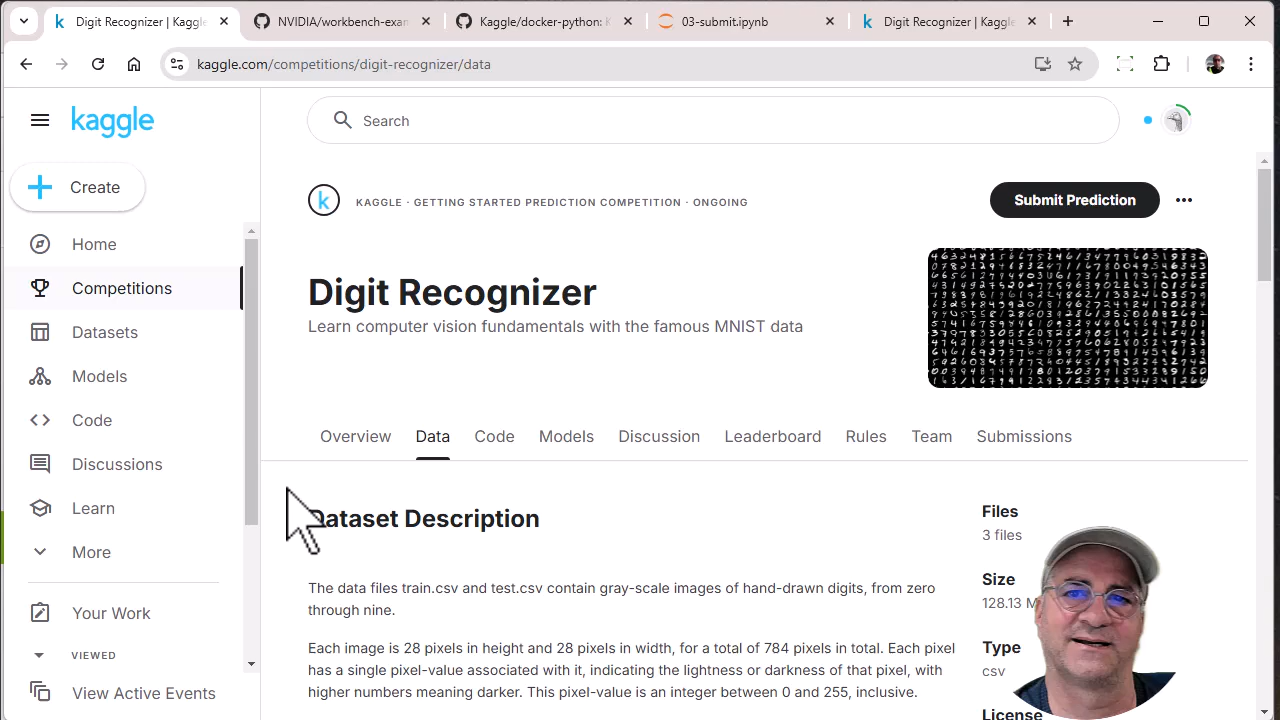 Digit Recognizer | Kaggle
NVIDIA/workbench-exam
Kaggle/docker-python: K
03-submit.ipynb
Digit Recognizer | Kaggle
kaggle.com/competitions/digit-recognizer/data
kaggle
Search
Create
KAGGLE · GETTING STARTED PREDICTION COMPETITION · ONGOING
Submit Prediction
Home
Competitions
Datasets
Models
Code
Discussions
Learn
More
Your Work
VIEWED
View Active Events
Digit Recognizer
Learn computer vision fundamentals with the famous MNIST data
Overview Data Code Models Discussion Leaderboard Rules Team Submissions
Dataset Description
The data files train.csv and test.csv contain gray-scale images of hand-drawn digits, from zero
through nine.
Each image is 28 pixels in height and 28 pixels in width, for a total of 784 pixels in total. Each pixel
has a single pixel-value associated with it, indicating the lightness or darkness of that pixel, with
higher numbers meaning darker. This pixel-value is an integer between 0 and 255, inclusive.
Files
3 files
Size
128.13 M
Type
csv
License